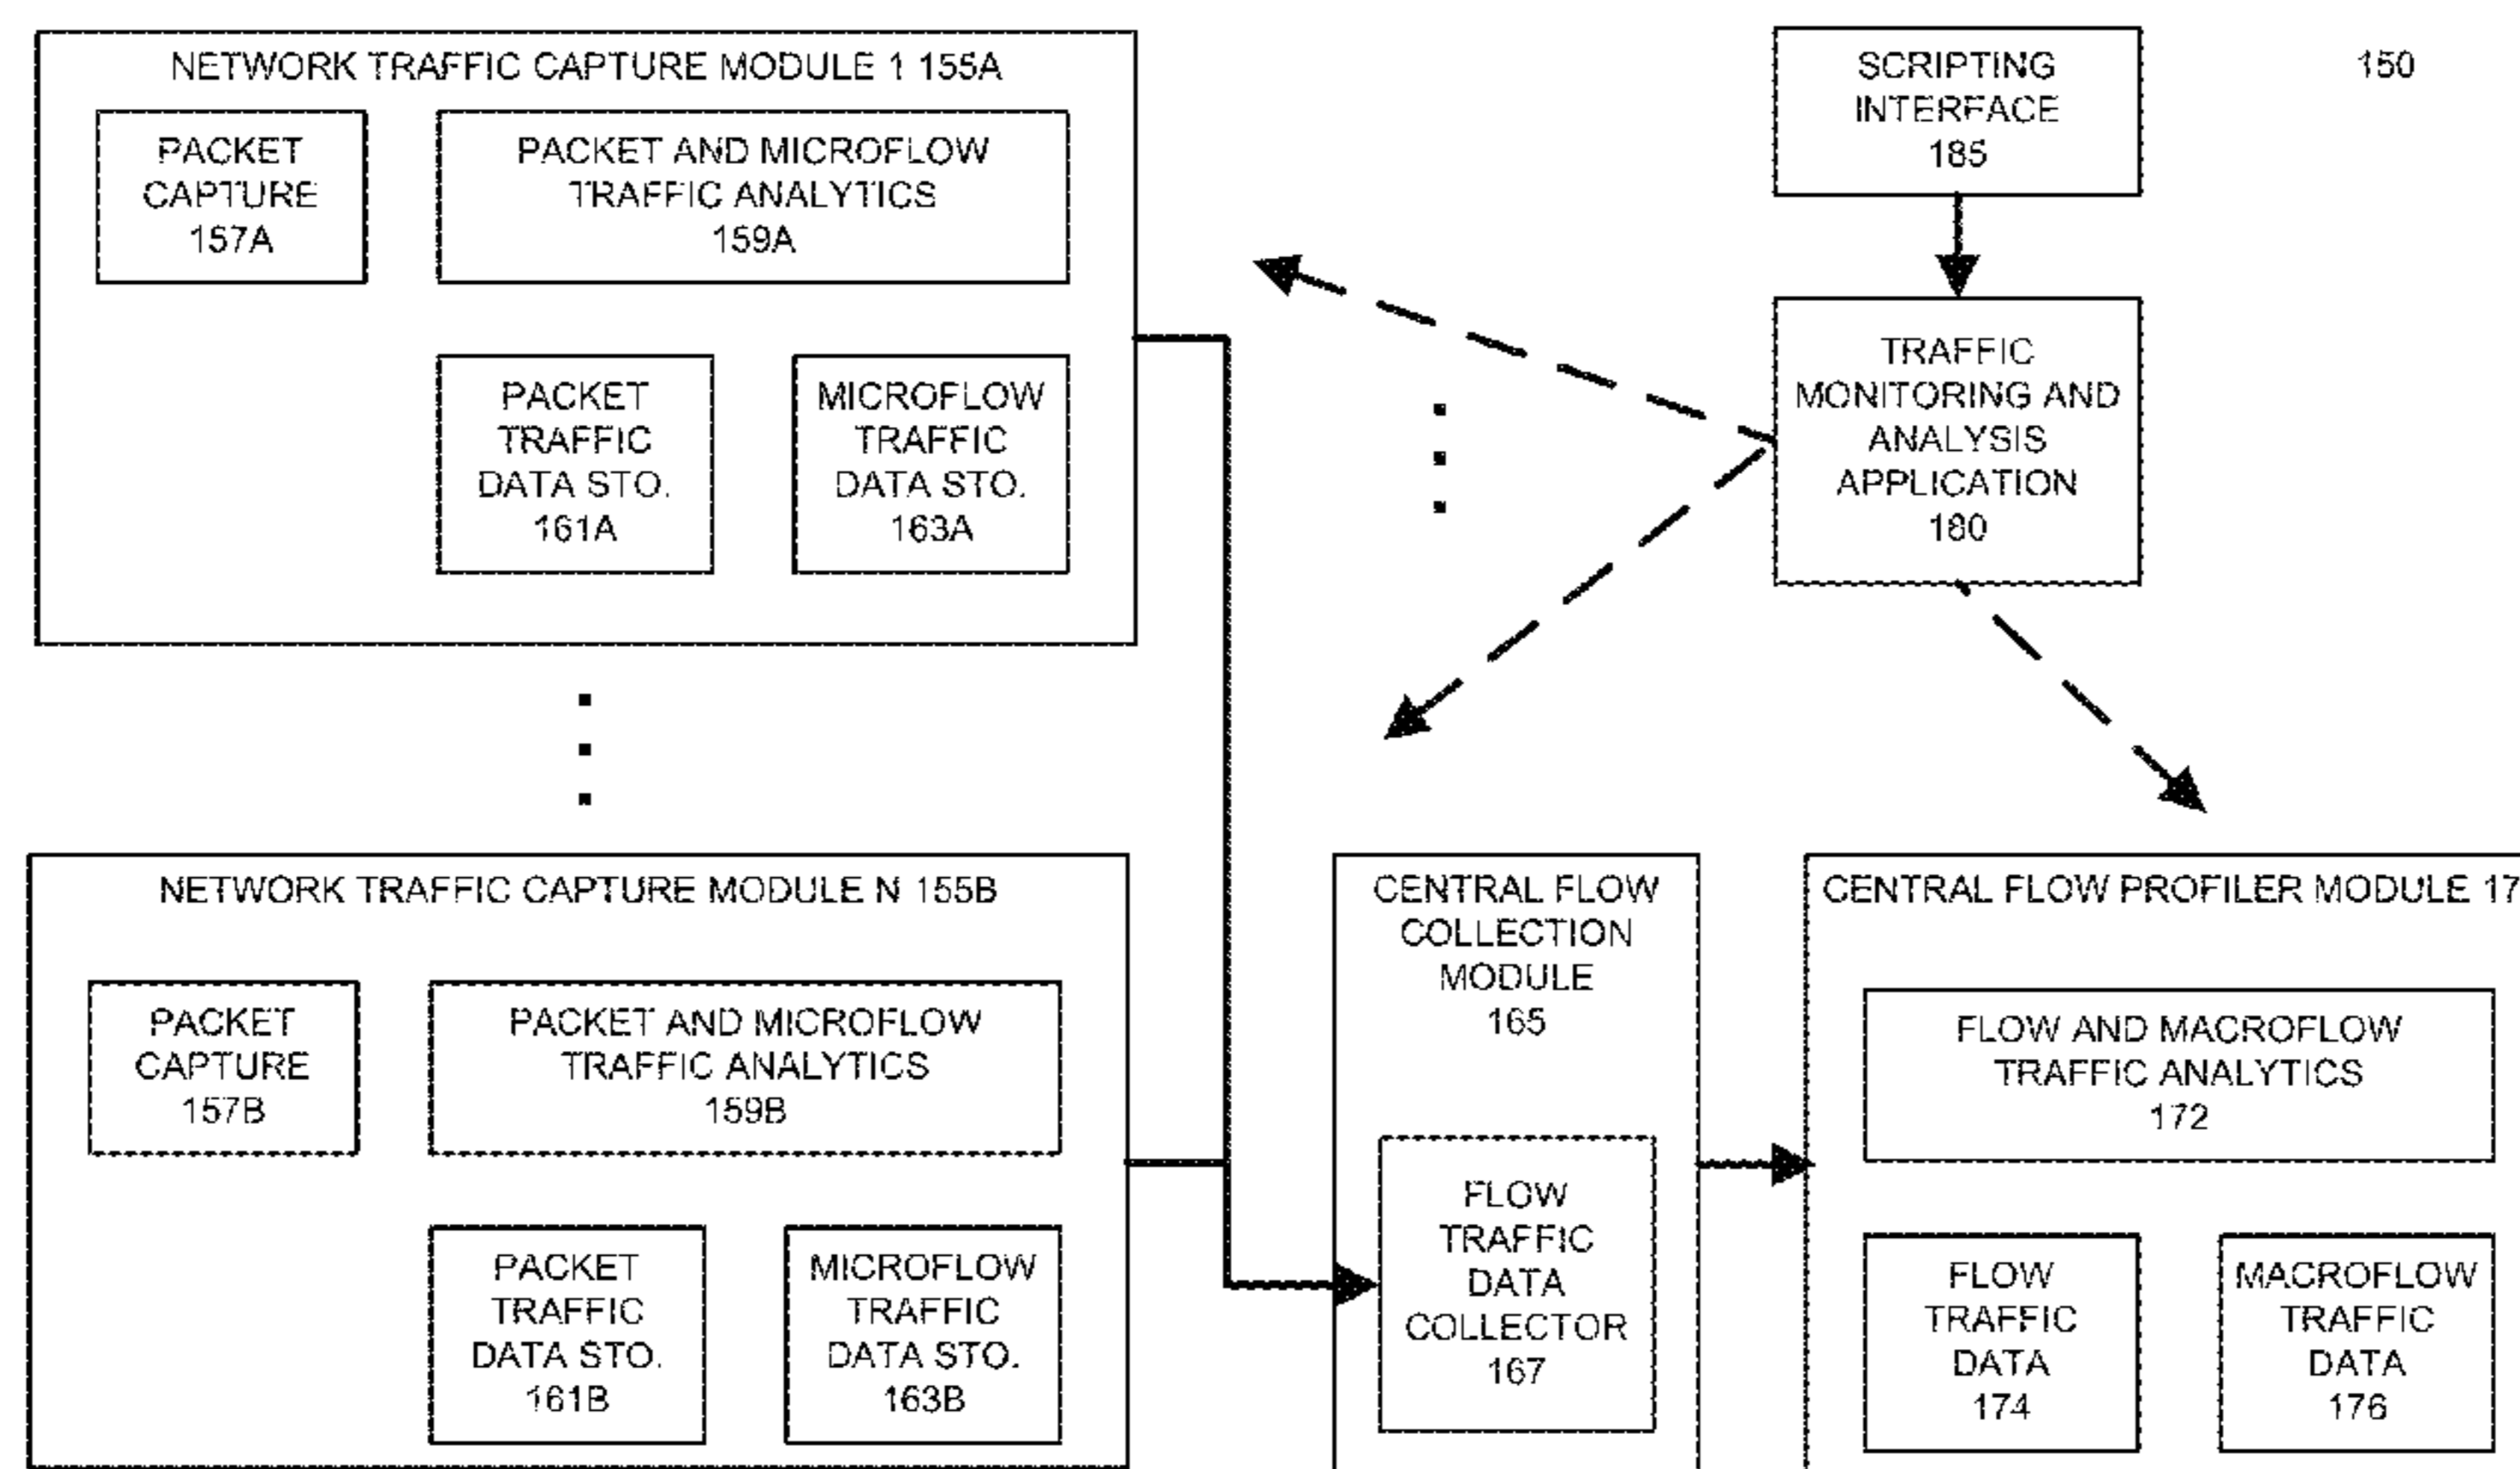 NETWORK TRAFFIC CAPTURE MODULE 1 155A
PACKET
CAPTURE
157A
PACKET AND MICROFLOW
TRAFFIC ANALYTICS
159A
PACKET
TRAFFIC
DATA STO.
161A
MICROFLOW
TRAFFIC
DATA STO.
163A
SCRIPTING
INTERFACE
185
150
TRAFFIC
MONITORING AND
ANALYSIS
APPLICATION
180
NETWORK TRAFFIC CAPTURE MODULE N 155B
PACKET
CAPTURE
157B
PACKET AND MICROFLOW
TRAFFIC ANALYTICS
159B
PACKET
TRAFFIC
DATA STO.
161B
MICROFLOW
TRAFFIC
DATA STO.
163B
CENTRAL FLOW
COLLECTION
MODULE
165
FLOW
TRAFFIC
DATA
COLLECTOR
167
CENTRAL FLOW PROFILER MODULE 17
FLOW AND MACROFLOW
TRAFFIC ANALYTICS
172
FLOW
TRAFFIC
DATA
174
MACROFLOW
TRAFFIC
DATA
176